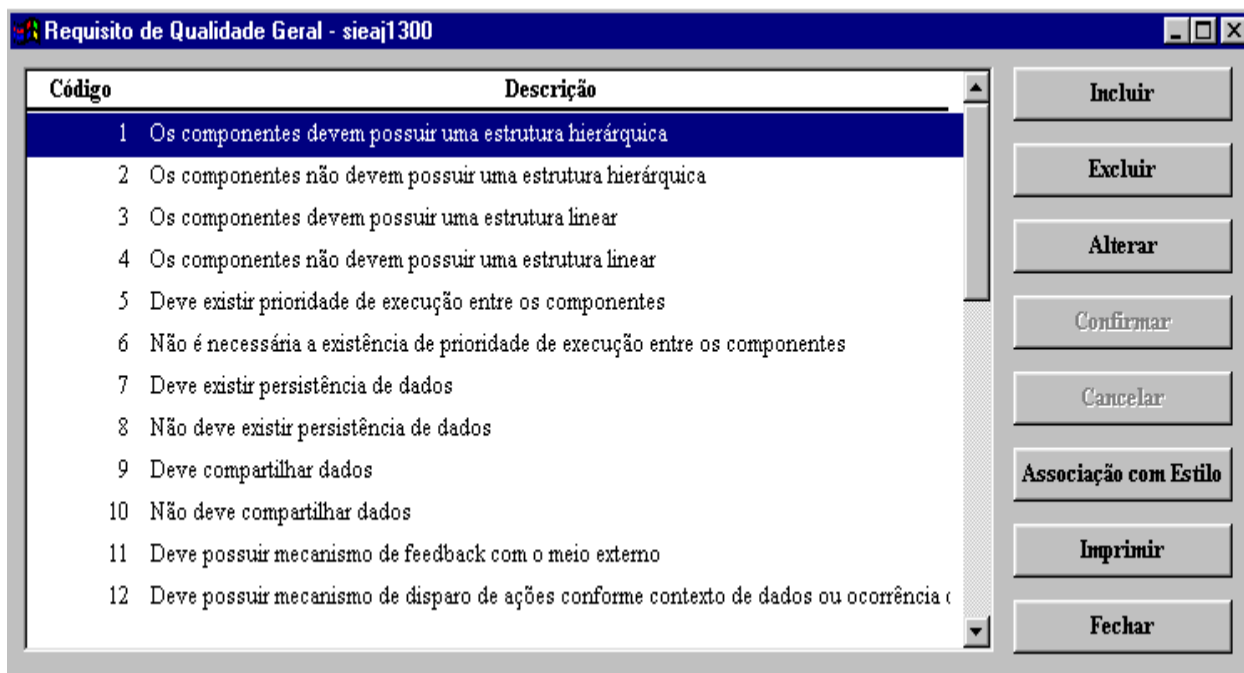 Requisito de Qualidade Geral - sieaj1300
Código Descrição
1 Os componentes devem possuir uma estrutura hierárquica
2 Os componentes não devem possuir uma estrutura hierárquica
3 Os componentes devem possuir uma estrutura linear
4 Os componentes não devem possuir uma estrutura linear
5 Deve existir prioridade de execução entre os componentes
6 Não é necessária a existência de prioridade de execução entre os componentes
7 Deve existir persistência de dados
8 Não deve existir persistência de dados
9 Deve compartilhar dados
10 Não deve compartilhar dados
11 Deve possuir mecanismo de feedback com o meio externo
12 Deve possuir mecanismo de disparo de ações conforme contexto de dados ou ocorrência
Incluir
Excluir
Alterar
Confirmar
Cancelar
Associação com Estilo
Imprimir
Fechar